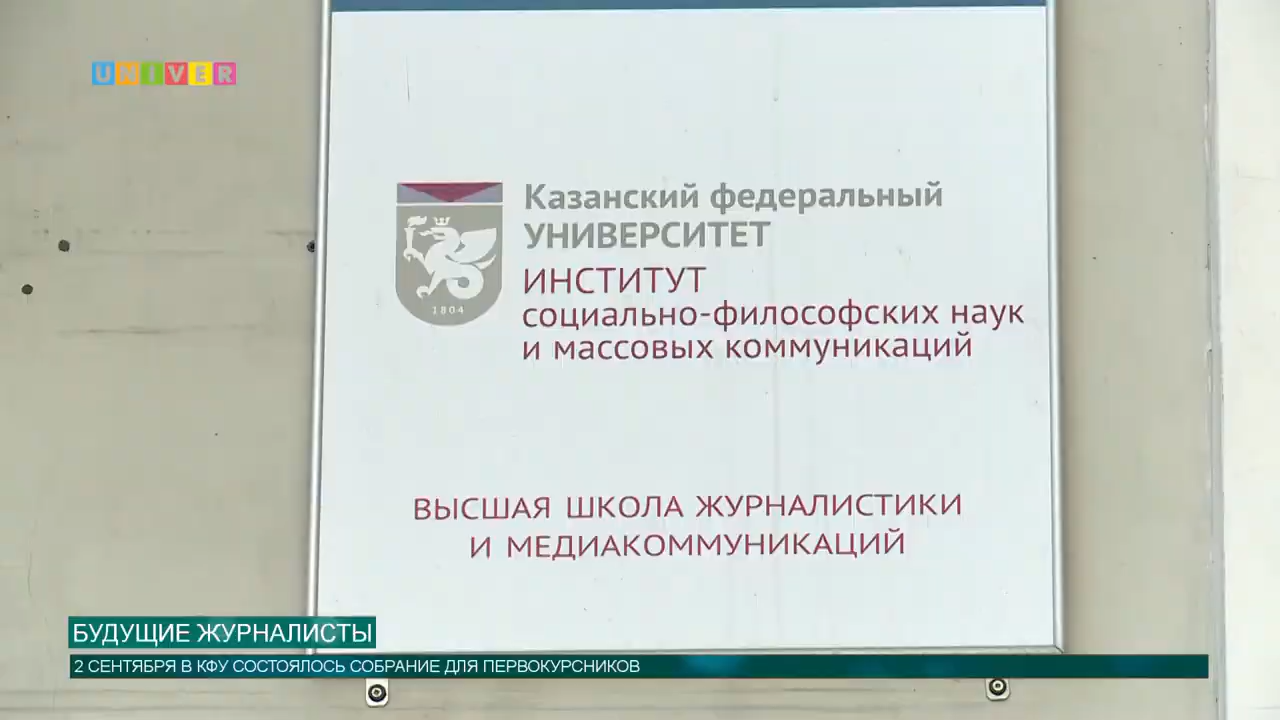 UNIVER
Казанский федеральный
УНИВЕРСИТЕТ
ИНСТИТУТ
социально-философских наук
и массовых коммуникаций
1804
ВЫСШАЯ ШКОЛА ЖУРНАЛИСТИКИ
И МЕДИАКОММУНИКАЦИЙ
БУДУЩИЕ ЖУРНАЛИСТЫ
2 СЕНТЯБРЯ В КФУ СОСТОЯЛОСЬ СОБРАНИЕ ДЛЯ ПЕРВОКУРСНИКОВ